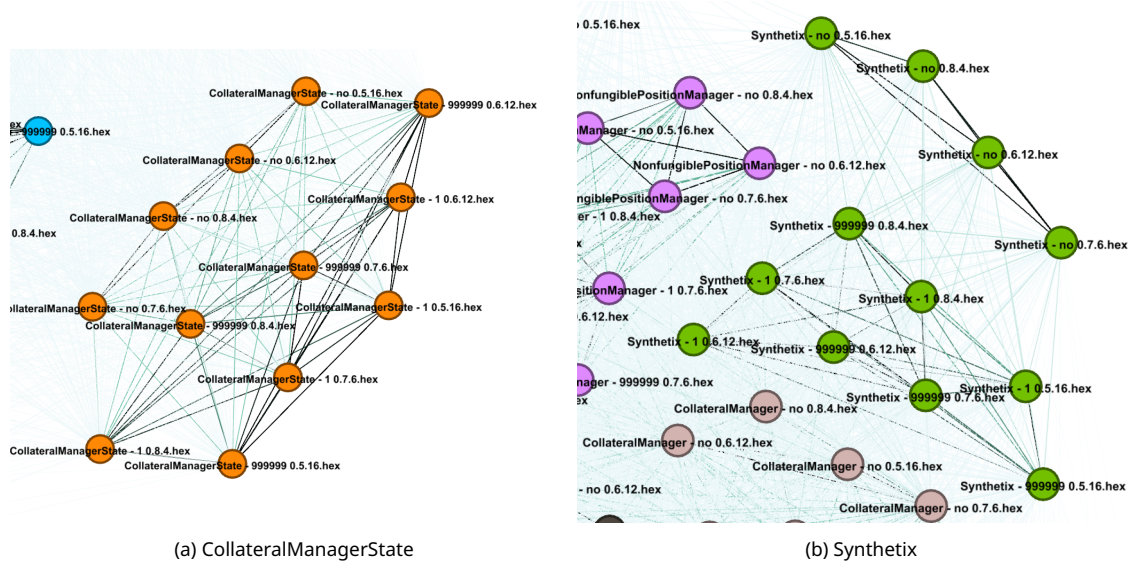 CollateralManagerState - no 0.5.16.hex
CollateralManagerState - 999999 0.6.12.hex
ex
999999 0.5.16.hex
CollateralManagerState - no 0.6.12.hex
CollateralManagerState - 1 0.6.12.hex
CollateralManagerState - no 0.8.4.hex
0.8.4.hex
CollateralManagerState - 999999 0.7.6.hex
ollateralManagerState - no 0.7.6.hex
CollateralManagerState - 1 0.5.16.hex
CollateralManagerState - 999999 0.8.4.hex
CollateralManagerState - 1 0.7.6.hex
CollateralManagerState - 1 0.8.4.hex
CollateralManagerState - 999999 0.5.16.hex
(a) CollateralManagerState
0.5.16.hex
Synthetix - no 0.5.16.hex
Synthetix - no 0.8.4.hex
NonfungiblePositionManager - no 0.8.4.hex
Manager - no 0.5.16.hex
Synthetix - no 0.6.12.hex
NonfungiblePositionManager - no 0.6.12.hex
ngiblePositionManager - no 0.7.6.hex
er - 1 0.8.4.hex
Synthetix - 999999 0.8.4.hex
Synthetix - no 0.7.6.hex
Synthetix - 1 0.7.6.hex
sitionManager - 1 0.7.6.hex
Synthetix - 1 0.8.4.hex
0.6.12.hex
Synthetix - 1 0.6.12.hex
Synthetix - 999999 0.6.12.hex
nager - 999999 0.7.6.hex
Synthetix - 1 0.5.16.hex
Synthetix - 999999 0.7.6.hex
CollateralManager - no 0.8.4.hex
CollateralManager - no 0.6.12.hex
CollateralManager - no 0.5.16.hex
Synthetix - 999999 0.5.16.hex
- no 0.6.12.hex
CollateralManager - no 0.7.6.hex
(b) Synthetix